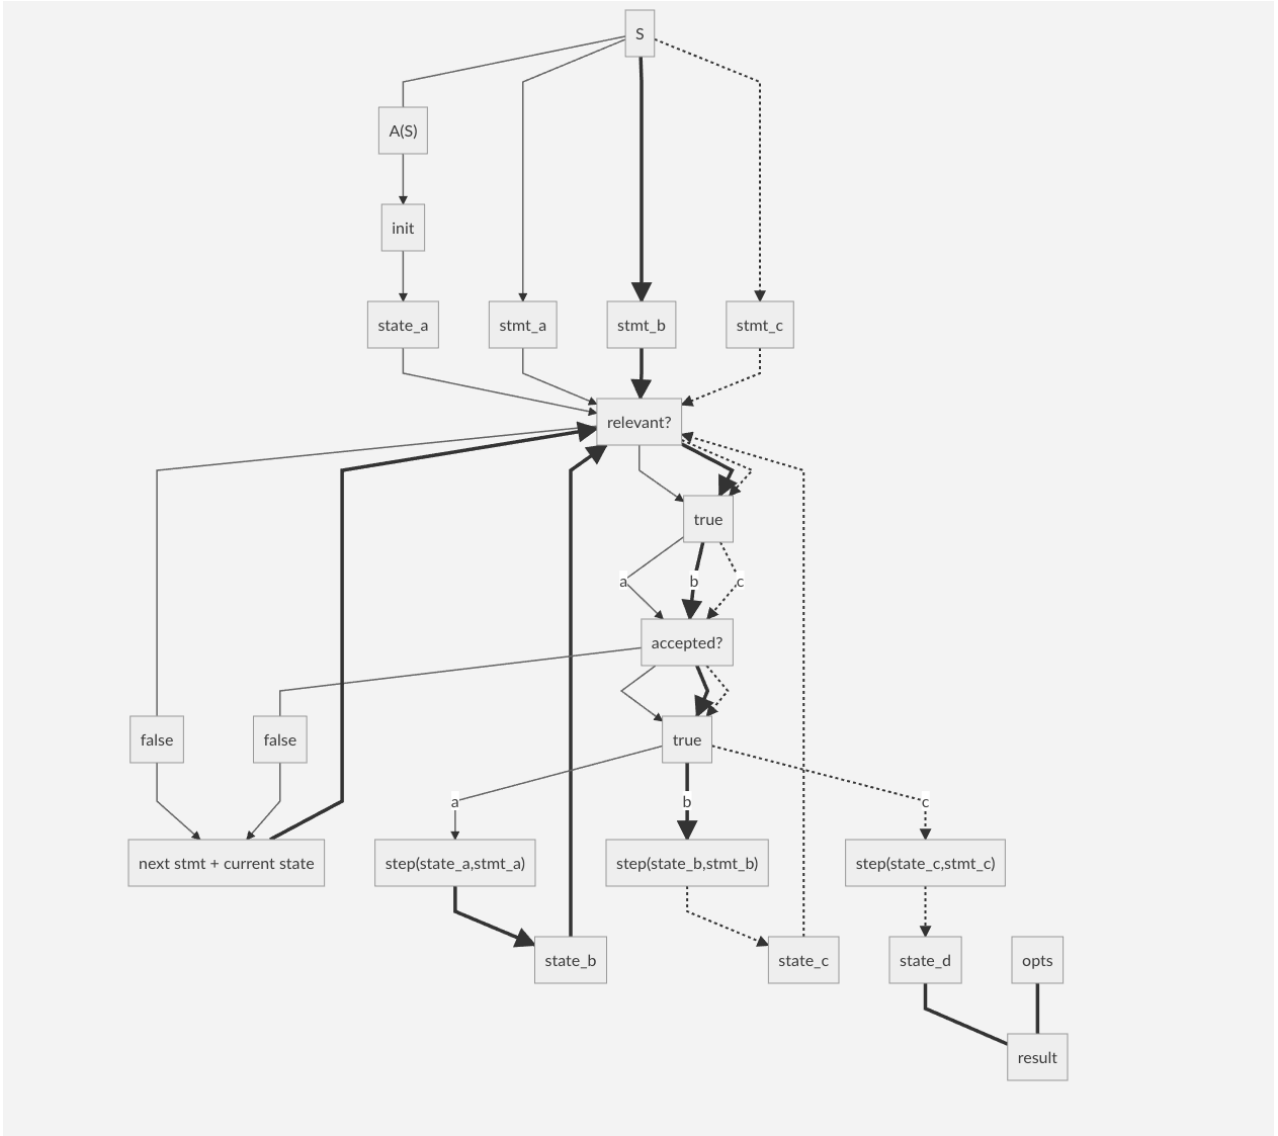 S
A(S)
init
state_a
stmt_a
stmt_b
stmt_c
relevant?
true
a
b
c
accepted?
false
false
true
a
b
c
next stmt + current state
step(state_a,stmt_a)
step(state_b,stmt_b)
step(state_c,stmt_c)
state_b
state_c
state_d
opts
result